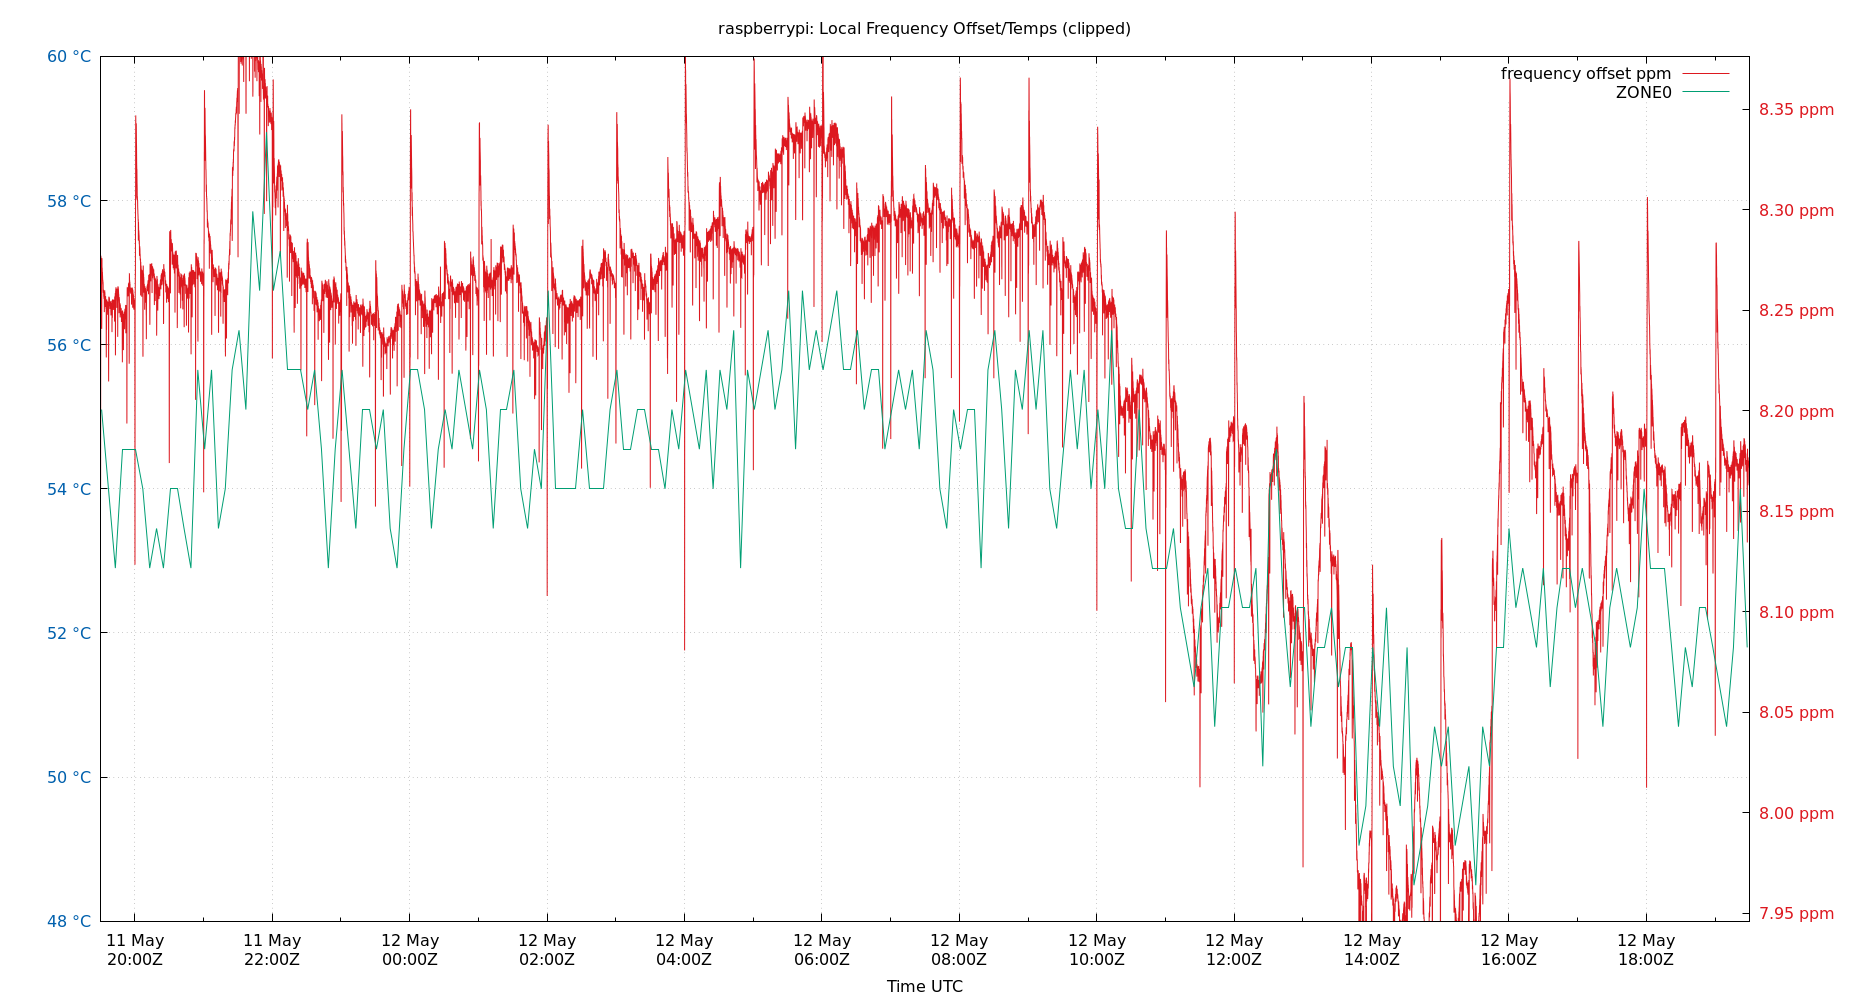 raspberrypi: Local Frequency Offset/Temps (clipped)
frequency offset ppm
ZONE0
60 °C
58 °C
56 °C
54 °C
52 °C
50 °C
48 °C
8.35 ppm
8.30 ppm
8.25 ppm
8.20 ppm
8.15 ppm
8.10 ppm
8.05 ppm
8.00 ppm
7.95 ppm
11 May 11 May 12 May 12 May 12 May 12 May 12 May 12 May 12 May 12 May 12 May 12 May
20:00Z 22:00Z 00:00Z 02:00Z 04:00Z 06:00Z 08:00Z 10:00Z 12:00Z 14:00Z 16:00Z 18:00Z
Time UTC